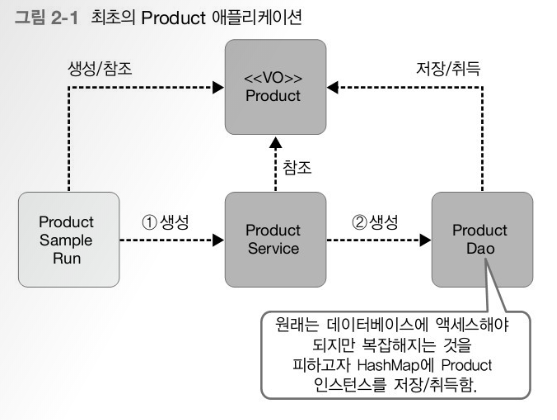 그림 2-1 최초의 Product 애플리케이션
생성/참조
<<VO>>
Product
저장/취득
참조
Product
Sample
Run
①생성
Product
Service
②생성
Product
Dao
원래는 데이터베이스에 액세스해야
되지만 복잡해지는 것을
피하고자 HashMap에 Product
인스턴스를 저장/취득함.